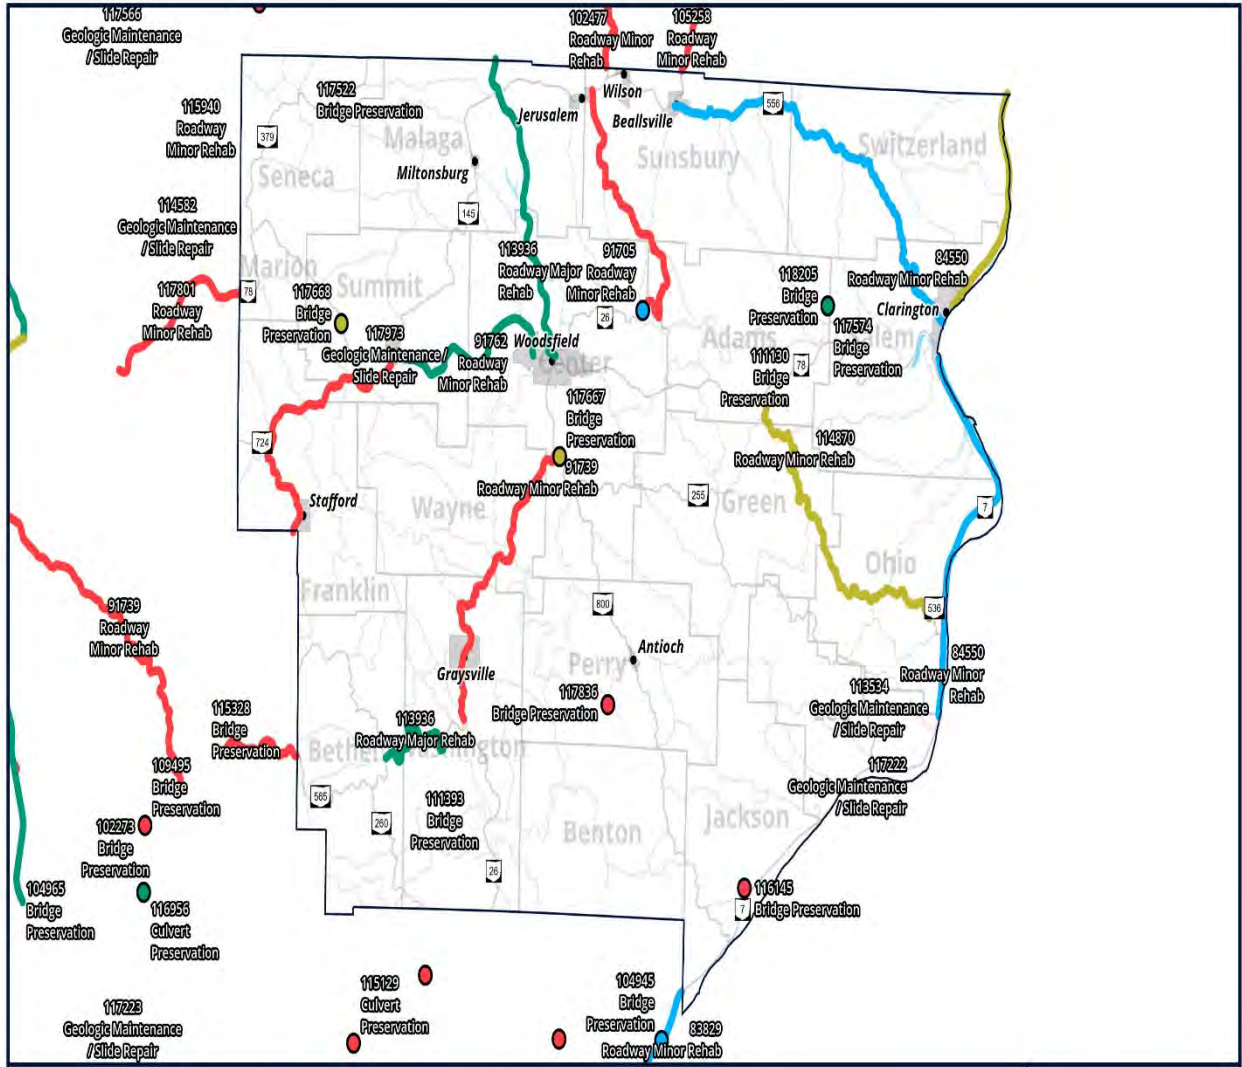 117566
Geologic Maintenance
/ Slide Repair
102477
Roadway Minor
Rehab
105258
Roadway
Minor Rehab
117522
Bridge Preservation
115940
Roadway
Minor Rehab
Wilson
Jerusalem
Beallsville
556
379
Malaga
Sunsbury
Switzerland
Seneca
Miltonsburg
145
114582
Geologic Maintenance
/ Slide Repair
113936
Roadway Major
Rehab
91705
Roadway
Minor Rehab
84550
Roadway Minor Rehab
118205
Bridge
Preservation
Marion
78
Summit
117801
Roadway
Minor Rehab
117668
Bridge
Preservation
26
Clarington
117973
Geologic Maintenance /
Slide Repair
91762
Roadway
Minor Rehab
Woodsfield
Center
Adams
117574
Bridge
Preservation
111130
Bridge
Preservation
78
117667
Bridge
Preservation
724
114870
Roadway Minor Rehab
91739
Roadway Minor Rehab
Stafford
Wayne
255
Green
7
Ohio
Franklin
800
536
91739
Roadway
Minor Rehab
Antioch
Perry
Graysville
84550
Roadway Minor
Rehab
117836
Bridge Preservation
113534
Geologic Maintenance
/ Slide Repair
115328
Bridge
Preservation
113936
Roadway Major Rehab
Bethel
Washington
109495
Bridge
Preservation
117222
Geologic Maintenance
/ Slide Repair
565
260
111393
Bridge
Preservation
Benton
Jackson
102273
Bridge
Preservation
26
104965
Bridge
Preservation
116956
Culvert
Preservation
116145
Bridge Preservation
7
115129
Culvert
Preservation
104945
Bridge
Preservation
83829
Roadway Minor Rehab
117223
Geologic Maintenance
/ Slide Repair